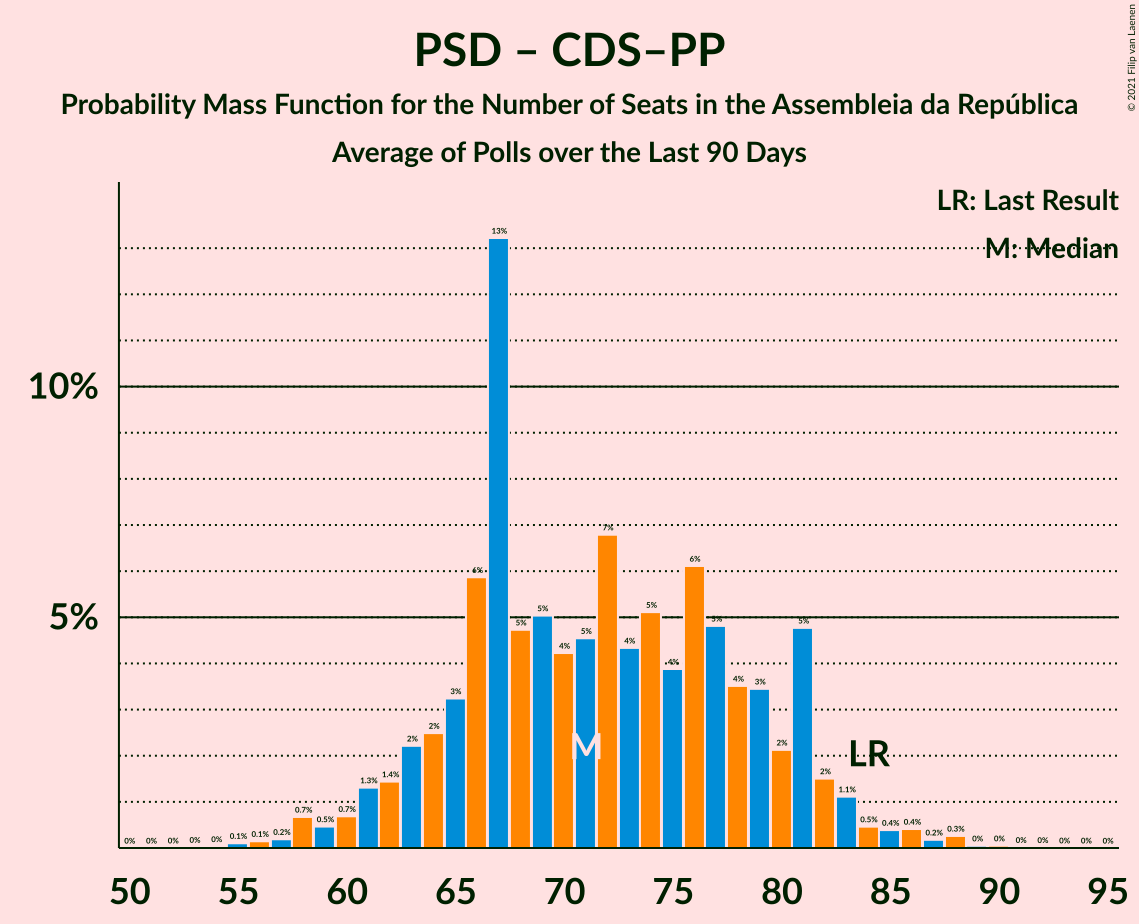 PSD – CDS–PP
Probability Mass Function for the Number of Seats in the Assembleia da República
Average of Polls over the Last 90 Days
© 2021 Filip van Laenen
LR: Last Result
M: Median
10%
5%
0% 0% 0% 0% 0% 0.1% 0.1% 0.2% 0.7% 0.5% 0.7% 1.3% 1.4% 2% 2% 3% 6% 13% 5% 5% 4% 5% 7% 4% 5% 4% 6% 5% 4% 3% 2% 5% 2% 1.1% 0.5% 0.4% 0.4% 0.2% 0.3% 0% 0% 0% 0% 0% 0% 0%
M
LR
50 55 60 65 70 75 80 85 90 95